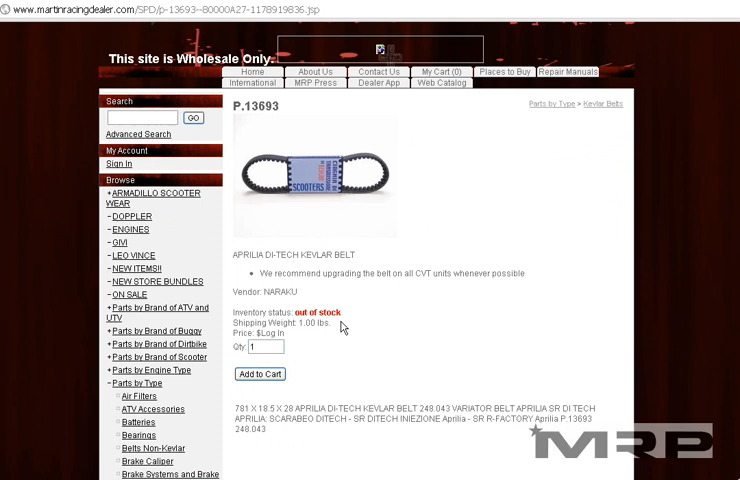 www.martinracingdealer.com/SPD/p-13693--80000A27-1178919836.jsp
This site is Wholesale Only.
Home
About Us
Contact Us
My Cart (0)
Places to Buy
Repair Manuals
International
MRP Press
Dealer App
Web Catalog
Search
GO
Advanced Search
My Account
Sign In
Browse
+ARMADILLO SCOOTER
WEAR
–DOPPLER
–ENGINES
–GIVI
–LEO VINCE
–NEW ITEMS!!
–NEW STORE BUNDLES
–ON SALE
+Parts by Brand of ATV and
UTV
+Parts by Brand of Buggy
+Parts by Brand of Dirtbike
+Parts by Brand of Scooter
+Parts by Engine Type
–Parts by Type
Air Filters
ATV Accessories
Batteries
Bearings
Belts Non-Kevlar
Brake Caliper
Brake Systems and Brake
P.13693
Parts by Type > Kevlar Belts
SCOOTERS
APRILIA DI-TECH KEVLAR BELT
• We recommend upgrading the belt on all CVT units whenever possible
Vendor: NARAKU
Inventory status: out of stock
Shipping Weight: 1.00 lbs.
Price: $Log In
Qty: 1
Add to Cart
781 X 18.5 X 28 APRILIA DI-TECH KEVLAR BELT 248.043 VARIATOR BELT APRILIA SR DI TECH
APRILIA: SCARABEO DITECH - SR DITECH INIEZIONE Aprilia - SR R-FACTORY Aprilia P.13693
248.043
MRP